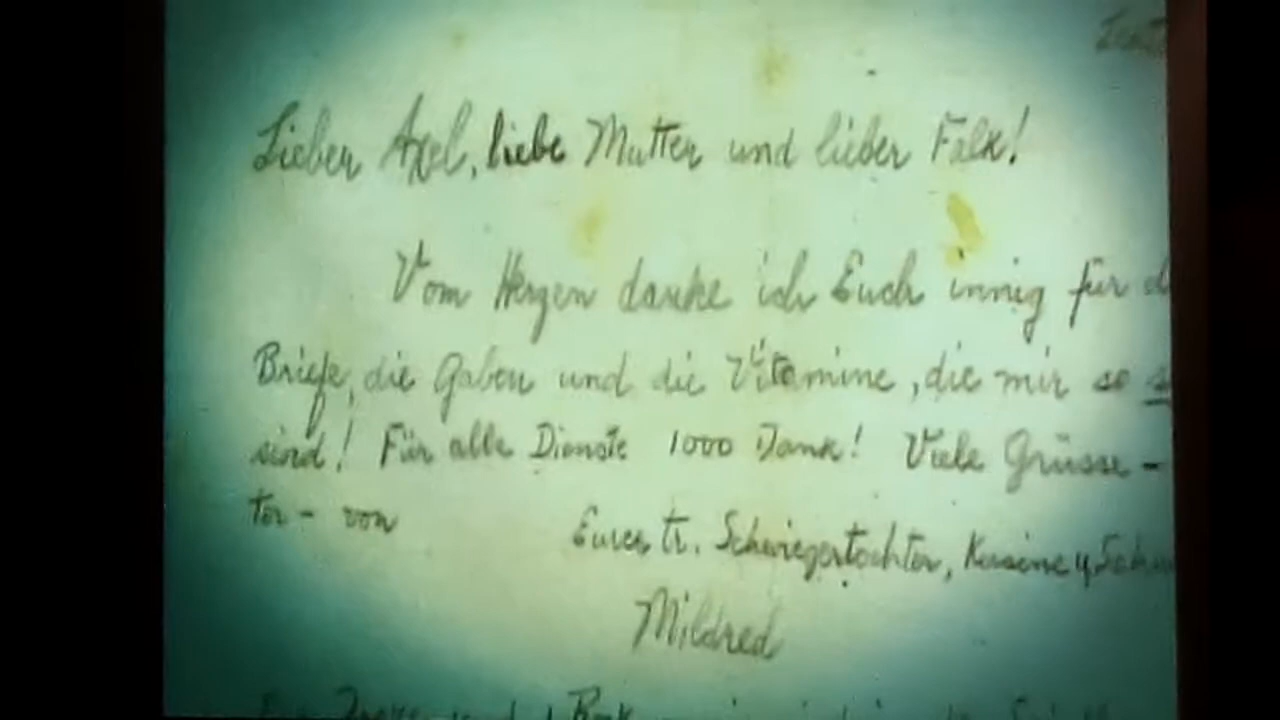 Lieber Axel, liebe Mutter und lieber Falk!
Vom Herzen danke ich Euch innig für d
Briefe, die Gaben und die Vitamine, die mir so s
sind! Für alle Dienste 1000 Dank! Viele Grüsse -
ter - von
Eurer tr. Schwiegertochter, Kusine u. Schw
Mildred